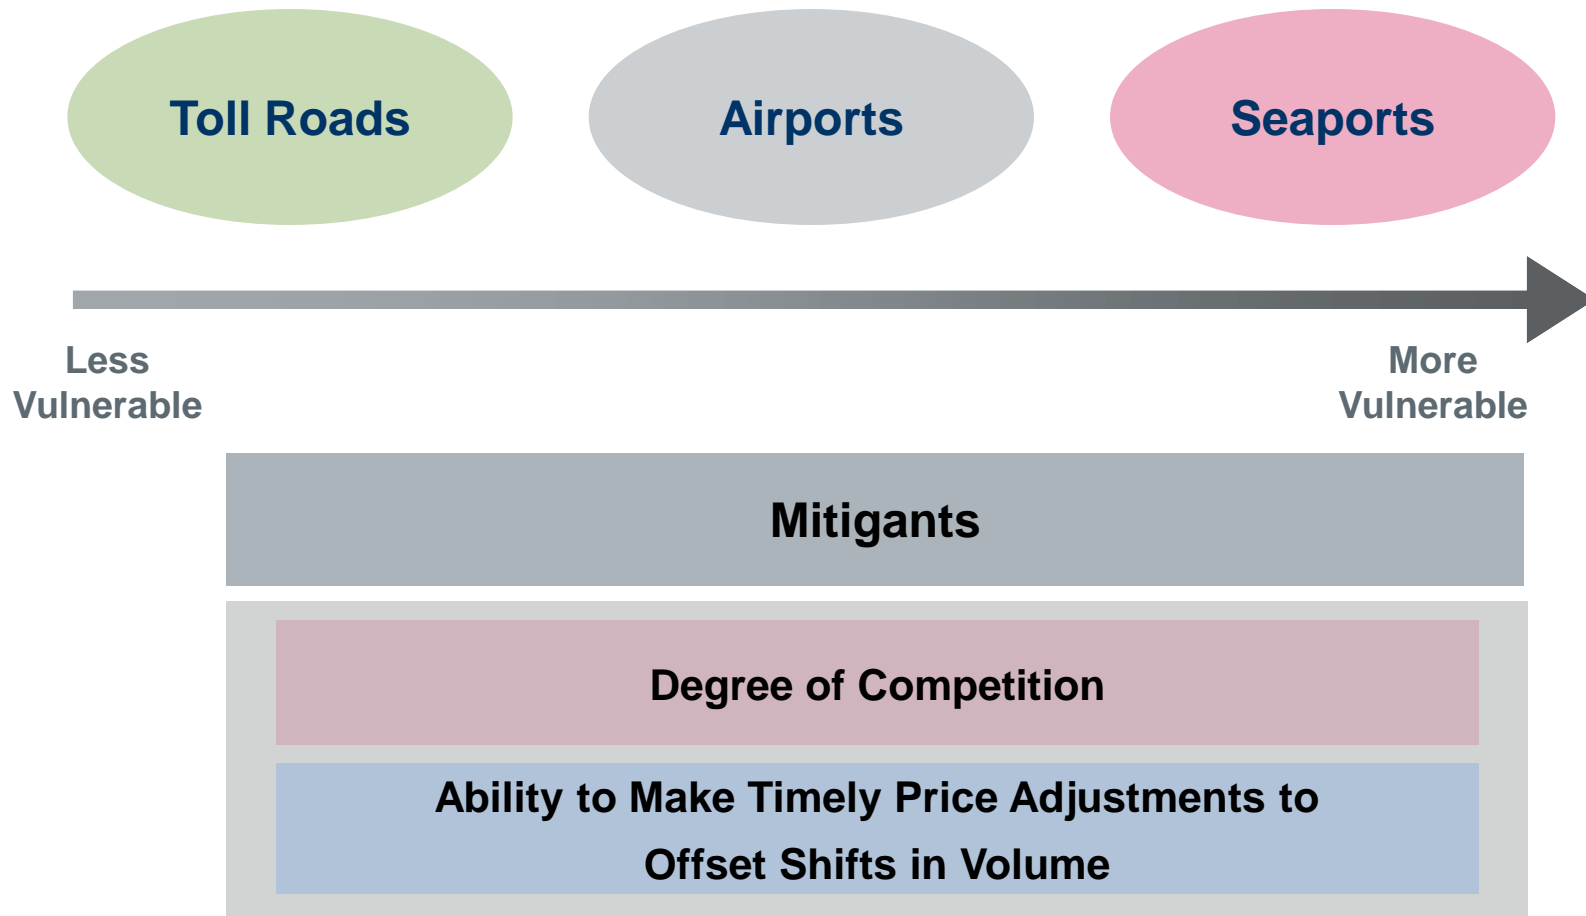 Toll Roads
Airports
Seaports
Less
Vulnerable
More
Vulnerable
Mitigants
Degree of Competition
Ability to Make Timely Price Adjustments to
Offset Shifts in Volume